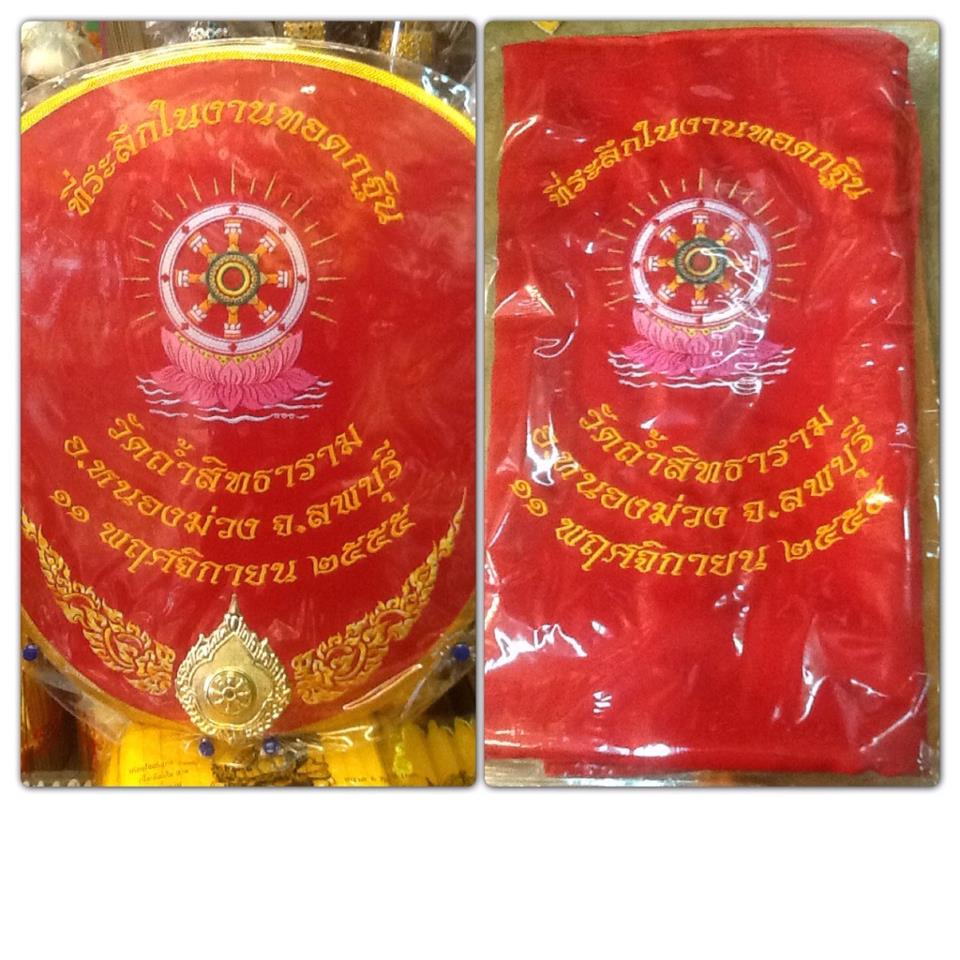 ที่ระลึกในงานทอดกฐิน
วัดถ้ำสิทธาราม
อ.หนองม่วง จ.ลพบุรี
๑๑ พฤศจิกายน ๒๕๕๕
ที่ระลึกในงานทอดกฐิน
วัดถ้ำสิทธาราม
อ.หนองม่วง จ.ลพบุรี
๑๑ พฤศจิกายน ๒๕๕๕